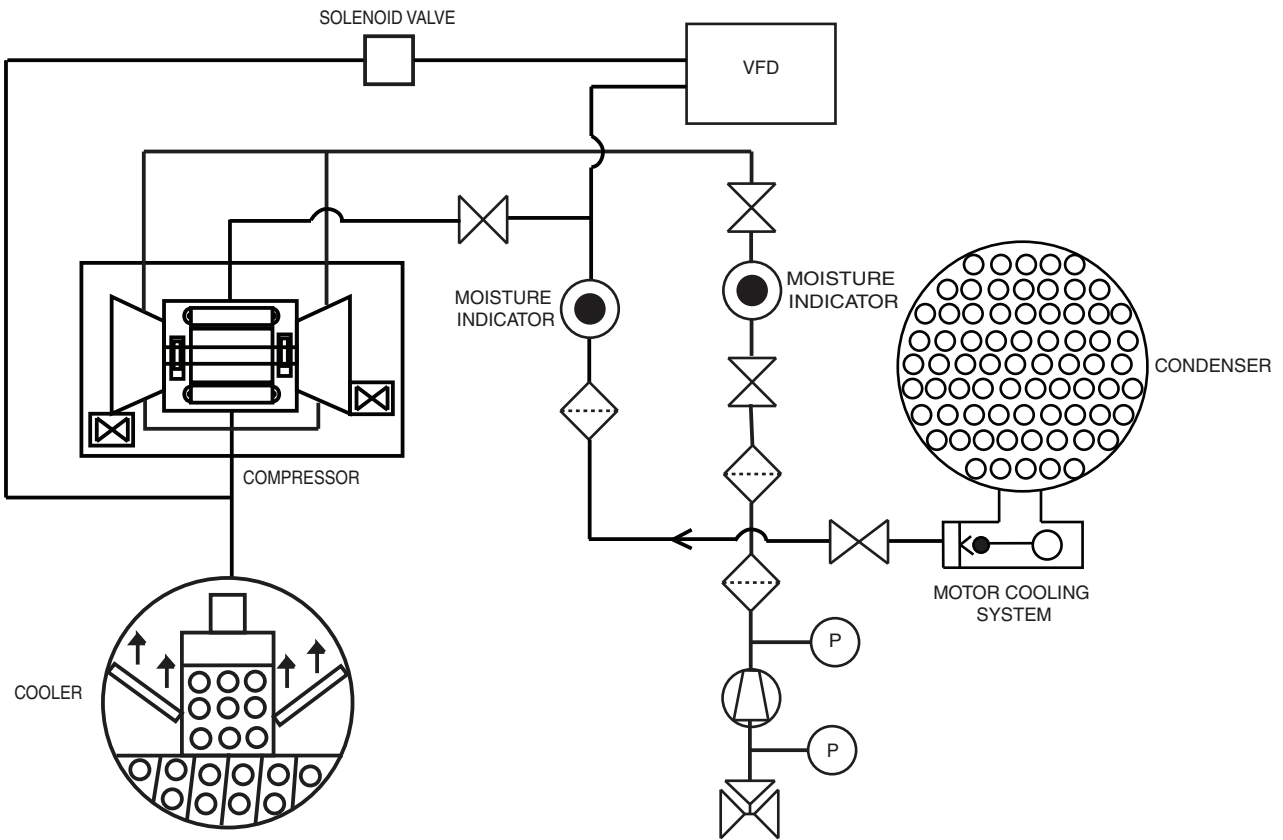 SOLENOID VALVE
VFD
MOISTURE
INDICATOR
MOISTURE
INDICATOR
CONDENSER
COMPRESSOR
MOTOR COOLING
SYSTEM
P
COOLER
P